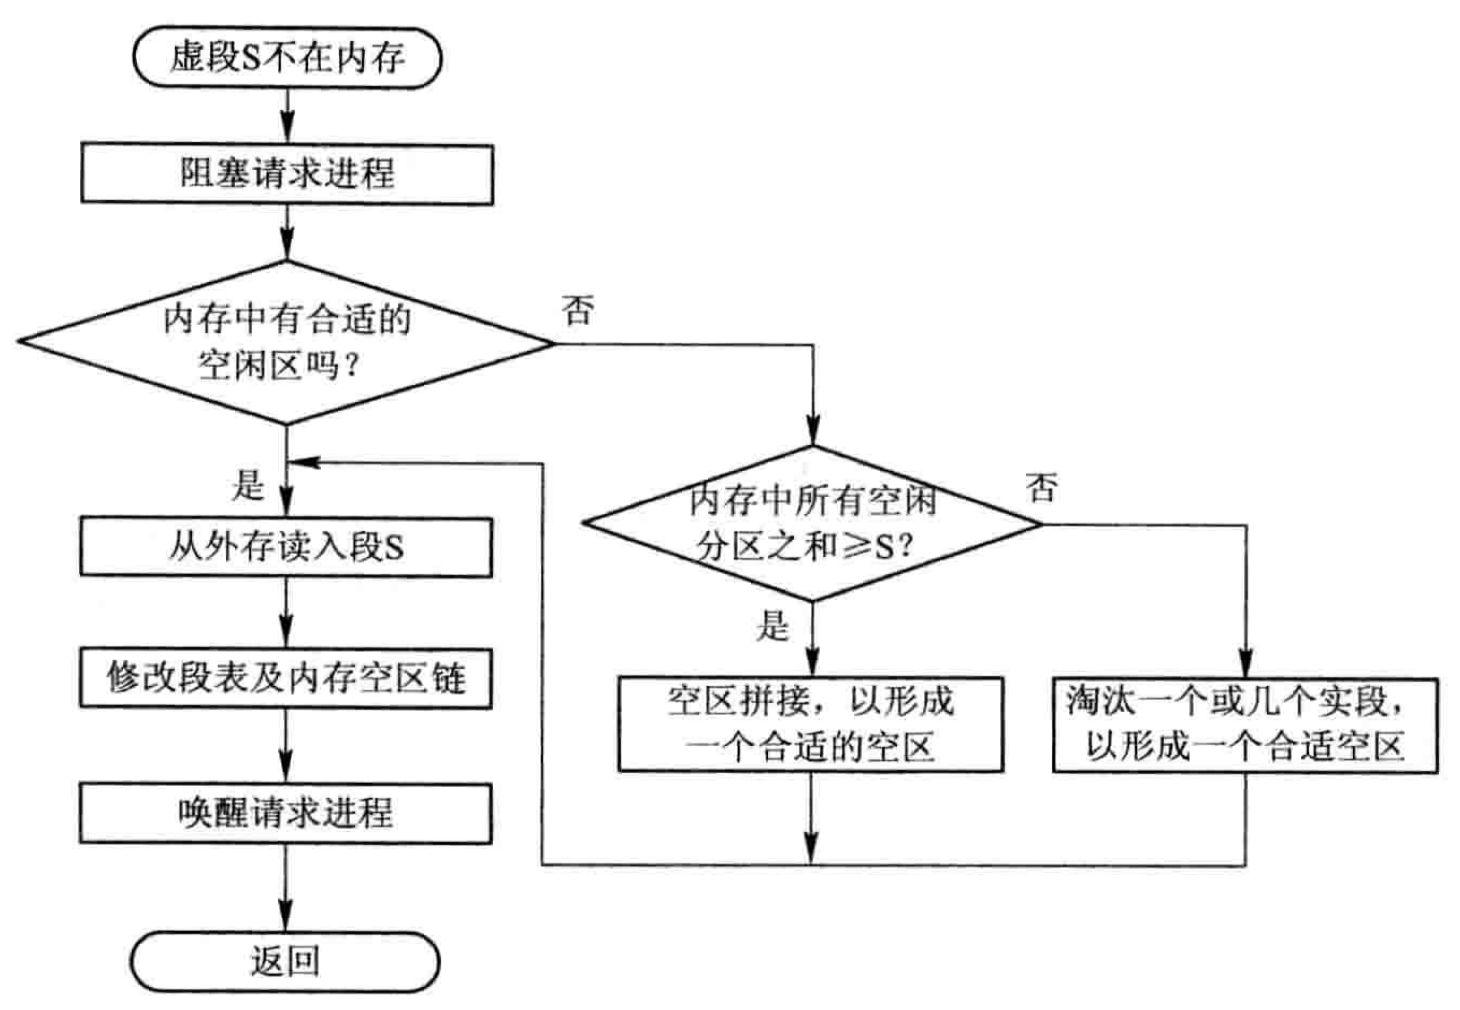 虚段S不在内存
阻塞请求进程
内存中有合适的
空闲区吗？
否
是
从外存读入段S
修改段表及内存空区链
唤醒请求进程
返回
内存中所有空闲
分区之和≥S？
否
是
空区拼接，以形成
一个合适的空区
淘汰一个或几个实段，
以形成一个合适空区